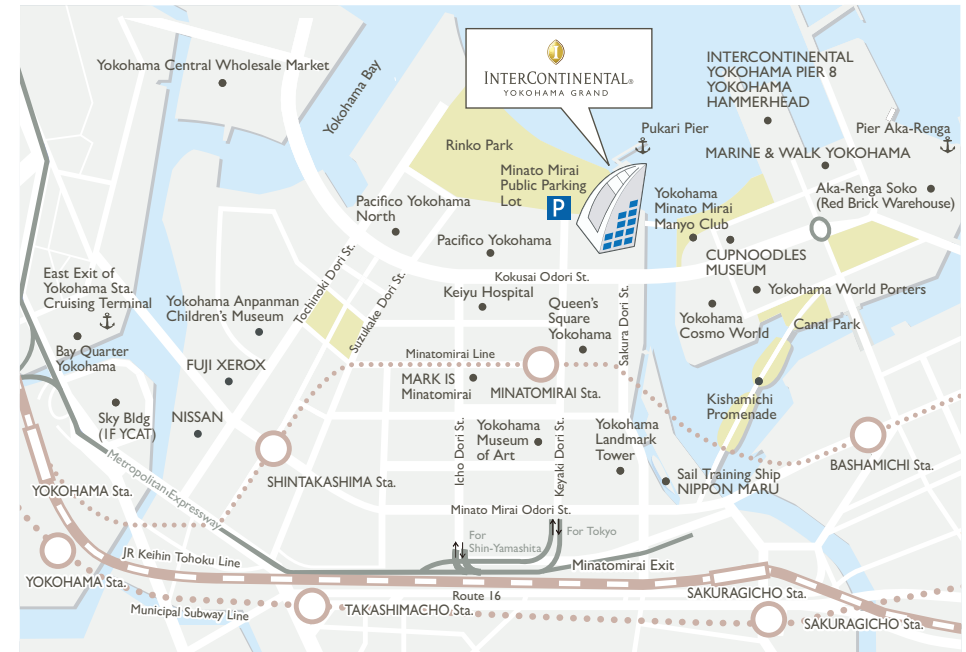 Yokohama Central Wholesale Market
Yokohama Bay
I
INTERCONTINENTAL®
YOKOHAMA GRAND
INTERCONTINENTAL
YOKOHAMA PIER 8
YOKOHAMA
HAMMERHEAD
Pukari Pier
Pier Aka-Renga
Rinko Park
MARINE & WALK YOKOHAMA
Minato Mirai
Public Parking
Lot
P
Pacifico Yokohama
North
Yokohama
Minato Mirai
Manyo Club
Aka-Renga Soko
(Red Brick Warehouse)
Pacifico Yokohama
CUPNOODLES
MUSEUM
Kokusai Odori St.
Tochinoki Dori St.
Suzukake Dori St.
East Exit of
Yokohama Sta.
Cruising Terminal
Yokohama Anpanman
Children's Museum
Keiyu Hospital
Queen's
Square
Yokohama
Sakura Dori St.
Yokohama World Porters
Yokohama
Cosmo World
Canal Park
Bay Quarter
Yokohama
FUJI XEROX
Minatomirai Line
MARK IS
Minatomirai
MINATOMIRAI Sta.
Kishamichi
Promenade
Sky Bldg
(IF YCAT)
NISSAN
Icho Dori St.
Yokohama
Museum
of Art
Keyaki Dori St.
Yokohama
Landmark
Tower
BASHAMICHI Sta.
Metropolitan Expressway
SHINTAKASHIMA Sta.
Sail Training Ship
NIPPON MARU
YOKOHAMA Sta.
Minato Mirai Odori St.
For
Shin-Yamashita
For Tokyo
JR Keihin Tohoku Line
Minatomirai Exit
YOKOHAMA Sta.
Route 16
SAKURAGICHO Sta.
Municipal Subway Line
TAKASHIMACHO Sta.
SAKURAGICHO Sta.